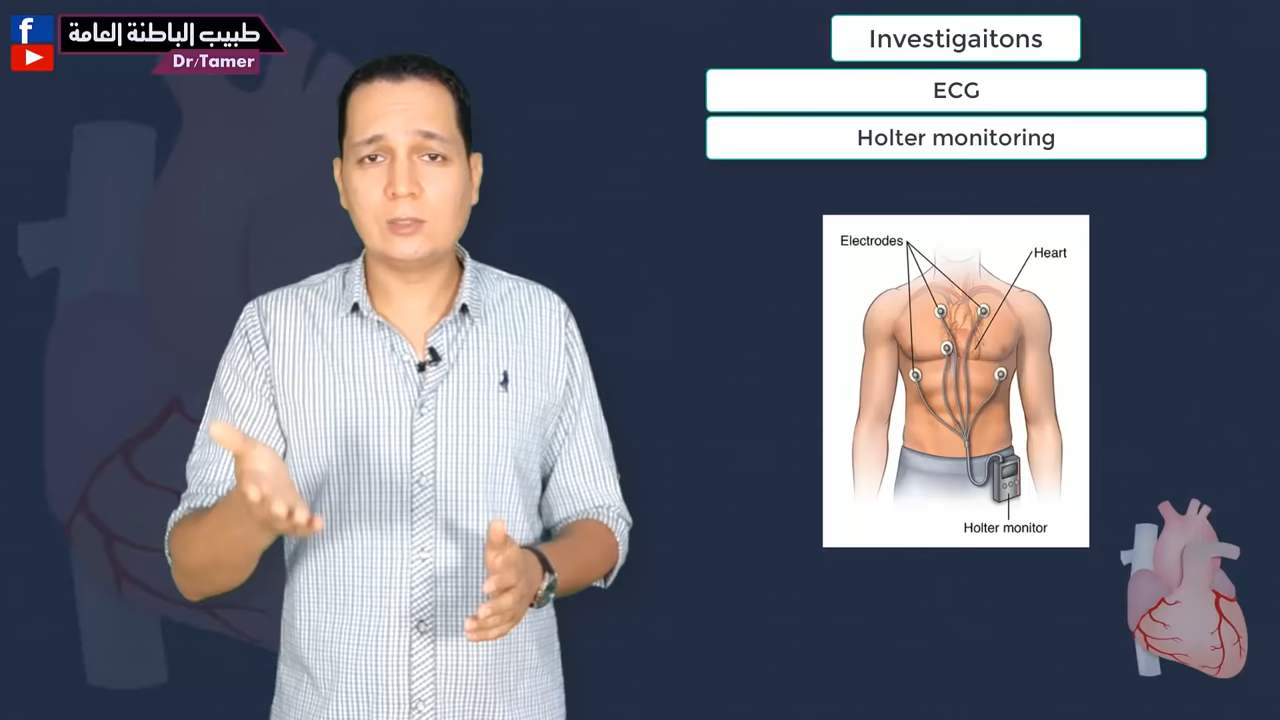 طبيب الباطنة العامة
Dr/Tamer
Investigaitons
ECG
Holter monitoring
Electrodes
Heart
Holter monitor